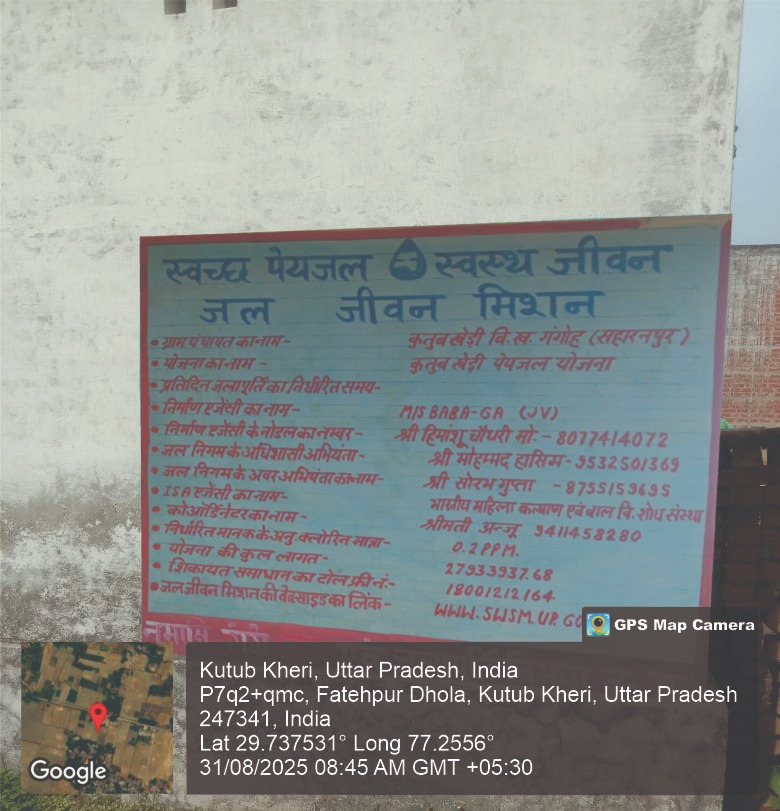 स्वच्छ पेयजल स्वस्थ जीवन
जल जीवन मिशन
• ग्राम पंचायत का नाम- कुतुब खेड़ी वि.ख. गंगोह (सहारनपुर)
• योजना का नाम - कुतुब खेड़ी पेयजल योजना
• प्रतिदिन जलापूर्ति का निर्धारित समय-
• निर्माण एजेंसी का नाम- M/S BABA-GA (JV)
• निर्माण एजेंसी के नोडल का नम्बर- श्री हिमांशू चौधरी मो.- 8077414072
• जल निगम के अधिशासी अभियंता- श्री मोहम्मद हासिम- 9532501369
• जल निगम के अवर अभियंता का नाम- श्री सोरभ गुप्ता - 8755159695
• ISA एजेंसी का नाम- भारतीय महिला कल्याण एवं बाल वि. शोध संस्था
• कोऑर्डिनेटर का नाम- श्रीमती अन्जू 9411458280
• निर्धारित मानक के अनु. क्लोरिन मात्रा- 0.2 PPM.
• योजना की कुल लागत- 27933937.68
• शिकायत समाधान का टोल फ्री नं:- 18001212164
• जल जीवन मिशन की वेबसाइड का लिंक- WWW.SWSM.UP.GO
नमामि गंगे
GPS Map Camera
Kutub Kheri, Uttar Pradesh, India
P7q2+qmc, Fatehpur Dhola, Kutub Kheri, Uttar Pradesh
247341, India
Lat 29.737531° Long 77.2556°
31/08/2025 08:45 AM GMT +05:30
Google